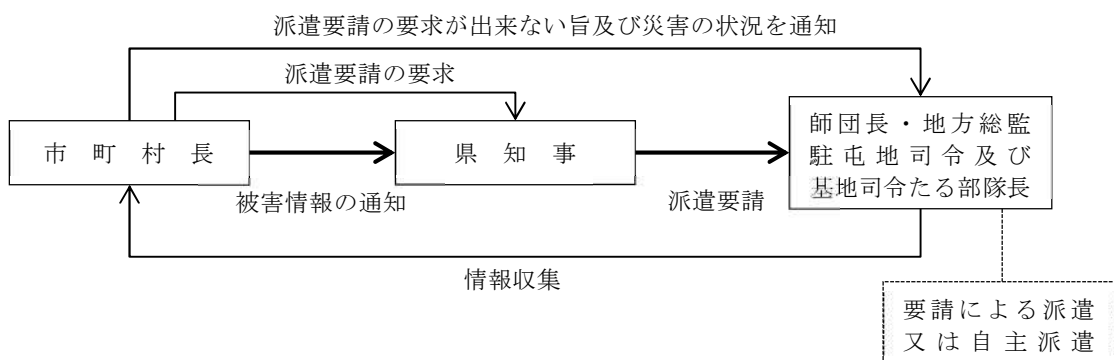 派遣要請の要求が出来ない旨及び災害の状況を通知
派遣要請の要求
市町村長
県知事
師団長・地方総監
駐屯地司令及び
基地司令たる部隊長
被害情報の通知
派遣要請
情報収集
要請による派遣
又は自主派遣